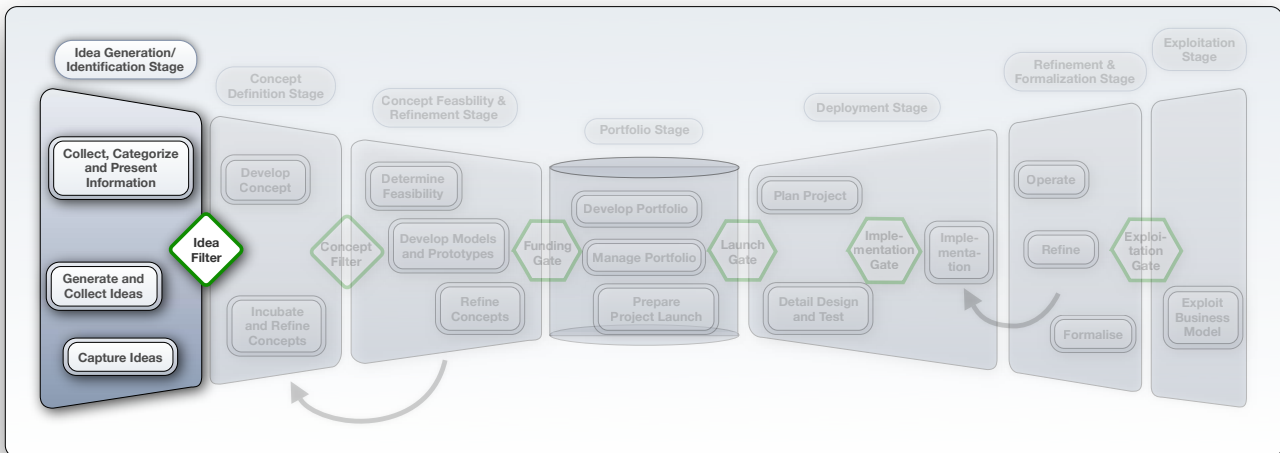 Idea Generation/
Identification Stage
Collect, Categorize
and Present
Information
Generate and
Collect Ideas
Capture Ideas
Idea
Filter
Concept
Definition Stage
Develop
Concept
Incubate
and Refine
Concepts
Concept
Filter
Concept Feasbility &
Refinement Stage
Determine
Feasibility
Develop Models
and Prototypes
Refine
Concepts
Funding
Gate
Portfolio Stage
Develop Portfolio
Manage Portfolio
Prepare
Project Launch
Launch
Gate
Deployment Stage
Plan Project
Detail Design
and Test
Imple-
mentation
Gate
Imple-
menta-
tion
Refinement &
Formalization Stage
Operate
Refine
Formalise
Exploi-
tation
Gate
Exploitation
Stage
Exploit
Business
Model